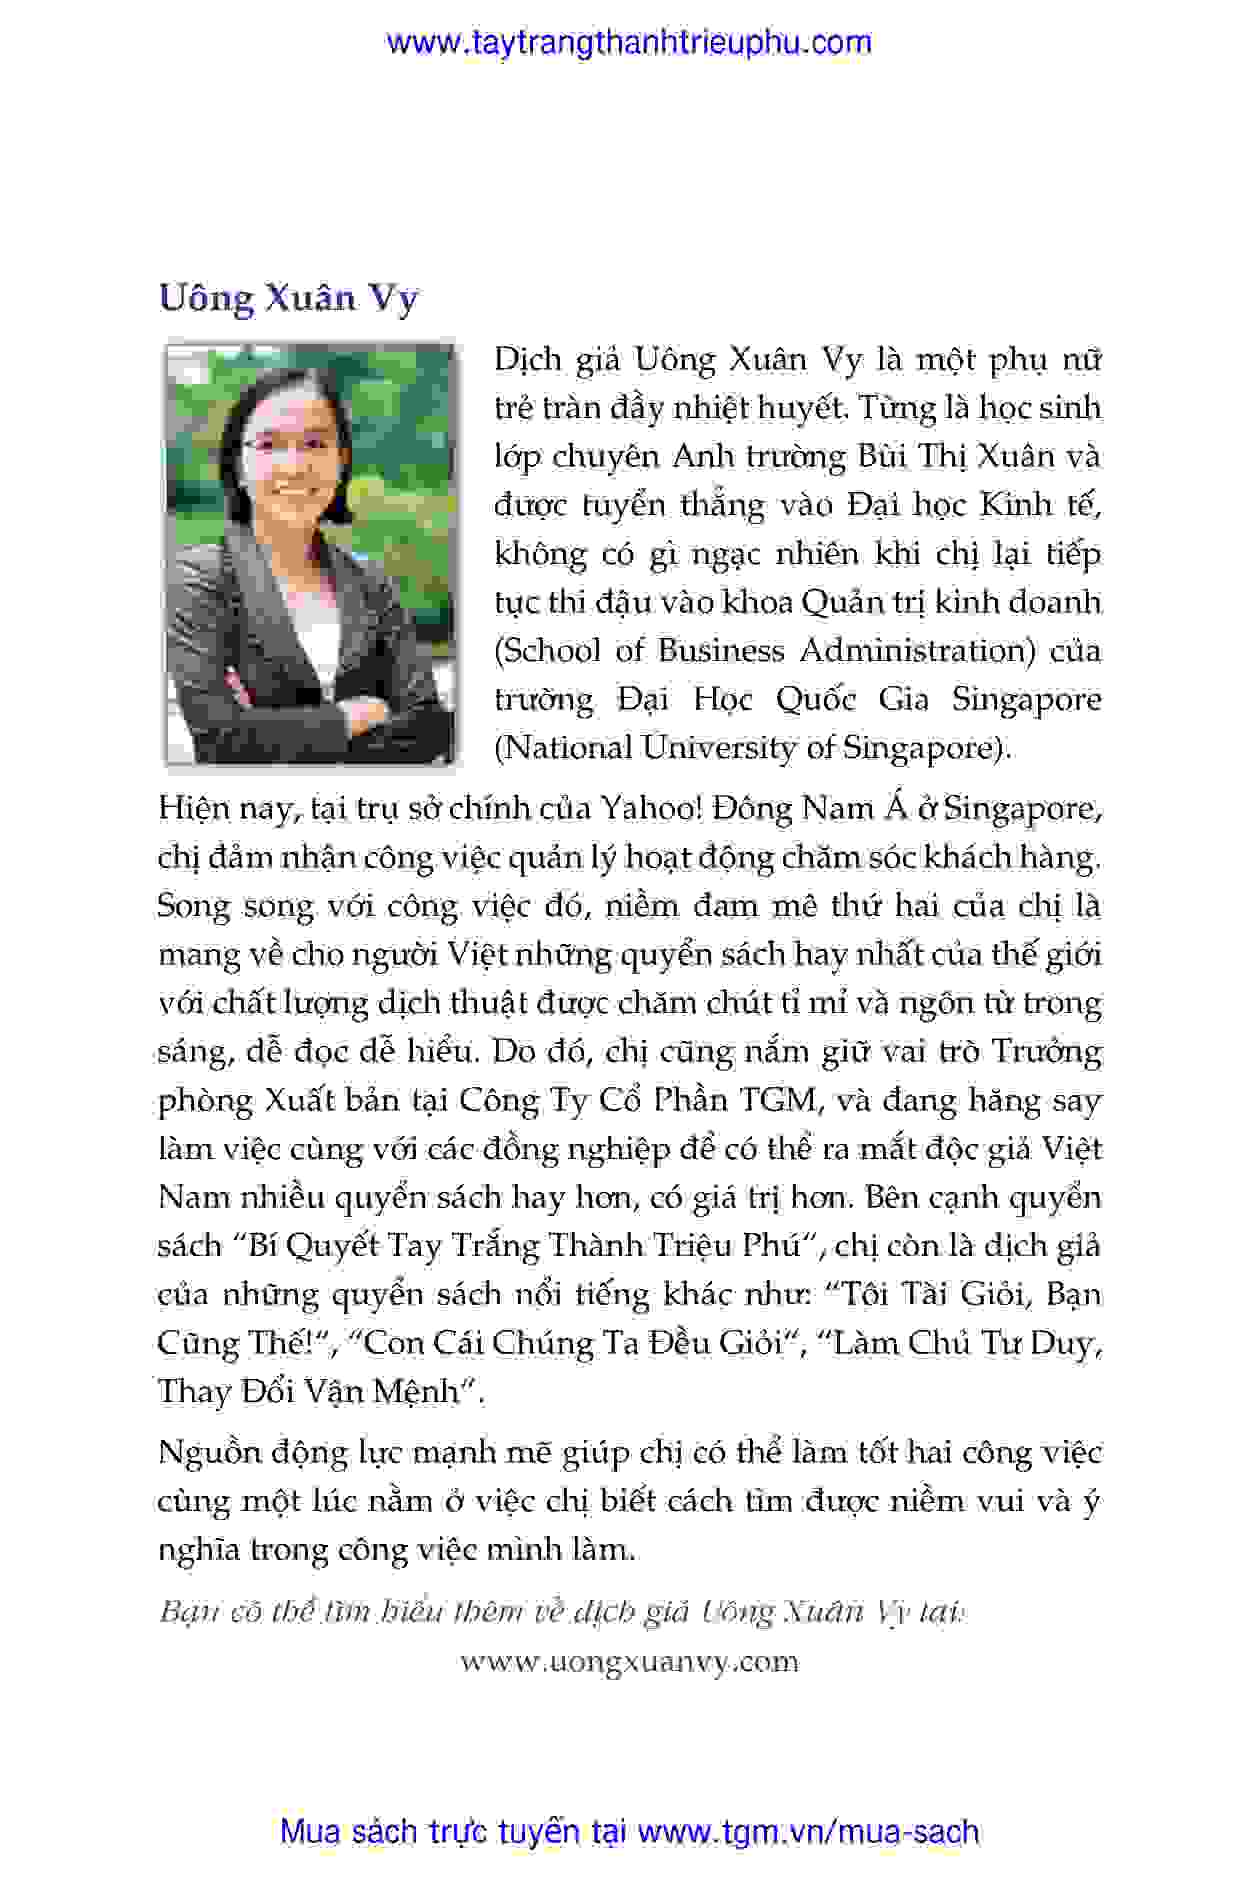 www.taytrangthanhtrieuphu.com
Uông Xuân Vy
Dịch giả Uông Xuân Vy là một phụ nữ
trẻ tràn đầy nhiệt huyết. Từng là học sinh
lớp chuyên Anh trường Bùi Thị Xuân và
được tuyển thẳng vào Đại học Kinh tế,
không có gì ngạc nhiên khi chị lại tiếp
tục thi đậu vào khoa Quản trị kinh doanh
(School of Business Administration) của
trường Đại Học Quốc Gia Singapore
(National University of Singapore).
Hiện nay, tại trụ sở chính của Yahoo! Đông Nam Á ở Singapore,
chị đảm nhận công việc quản lý hoạt động chăm sóc khách hàng.
Song song với công việc đó, niềm đam mê thứ hai của chị là
mang về cho người Việt những quyển sách hay nhất của thế giới
với chất lượng dịch thuật được chăm chút tỉ mỉ và ngôn từ trong
sáng, dễ đọc dễ hiểu. Do đó, chị cũng nắm giữ vai trò Trưởng
phòng Xuất bản tại Công Ty Cổ Phần TGM, và đang hăng say
làm việc cùng với các đồng nghiệp để có thể ra mắt độc giả Việt
Nam nhiều quyển sách hay hơn, có giá trị hơn. Bên cạnh quyển
sách “Bí Quyết Tay Trắng Thành Triệu Phú“, chị còn là dịch giả
của những quyển sách nổi tiếng khác như: “Tôi Tài Giỏi, Bạn
Cũng Thế!“, “Con Cái Chúng Ta Đều Giỏi“, “Làm Chủ Tư Duy,
Thay Đổi Vận Mệnh“.
Nguồn động lực mạnh mẽ giúp chị có thể làm tốt hai công việc
cùng một lúc nằm ở việc chị biết cách tìm được niềm vui và ý
nghĩa trong công việc mình làm.
Bạn có thể tìm hiểu thêm về dịch giả Uông Xuân Vy tại:
www.uongxuanvy.com
Mua sách trực tuyến tại www.tgm.vn/mua-sach